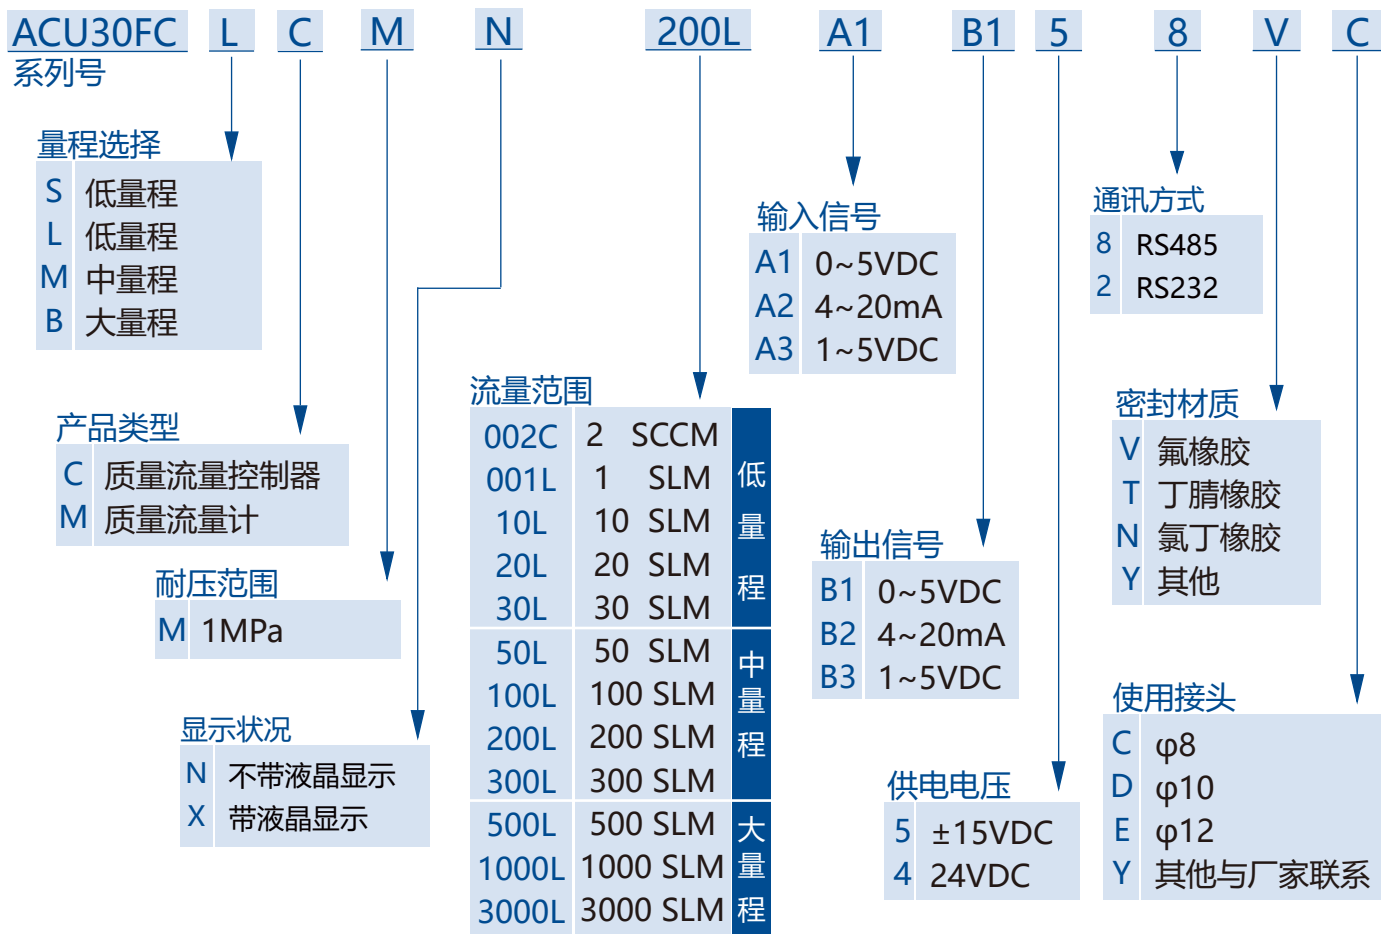 ACU30FC L C M N 200L A1 B1 5 8 V C
系列号
量程选择
S 低量程
L 低量程
M 中量程
B 大量程
产品类型
C 质量流量控制器
M 质量流量计
耐压范围
M 1MPa
显示状况
N 不带液晶显示
X 带液晶显示
流量范围
002C 2 SCCM
001L 1 SLM
10L 10 SLM
20L 20 SLM
30L 30 SLM
低量程
50L 50 SLM
100L 100 SLM
200L 200 SLM
300L 300 SLM
中量程
500L 500 SLM
1000L 1000 SLM
3000L 3000 SLM
大量程
输入信号
A1 0~5VDC
A2 4~20mA
A3 1~5VDC
输出信号
B1 0~5VDC
B2 4~20mA
B3 1~5VDC
供电电压
5 ±15VDC
4 24VDC
通讯方式
8 RS485
2 RS232
密封材质
V 氟橡胶
T 丁腈橡胶
N 氯丁橡胶
Y 其他
使用接头
C φ8
D φ10
E φ12
Y 其他与厂家联系